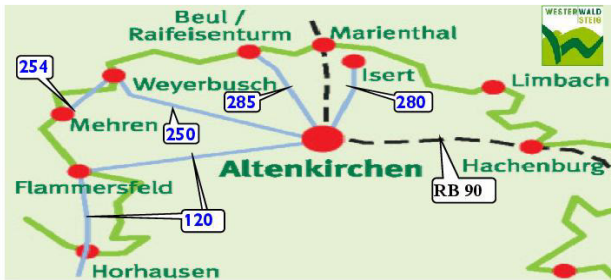 WESTERWALD
STEIG
Beul /
Raifeisenturm
Marienthal
254
Weyerbusch
285
Isert
280
Limbach
Mehren
250
Altenkirchen
Hachenburg
Flammersfeld
RB 90
120
Horhausen